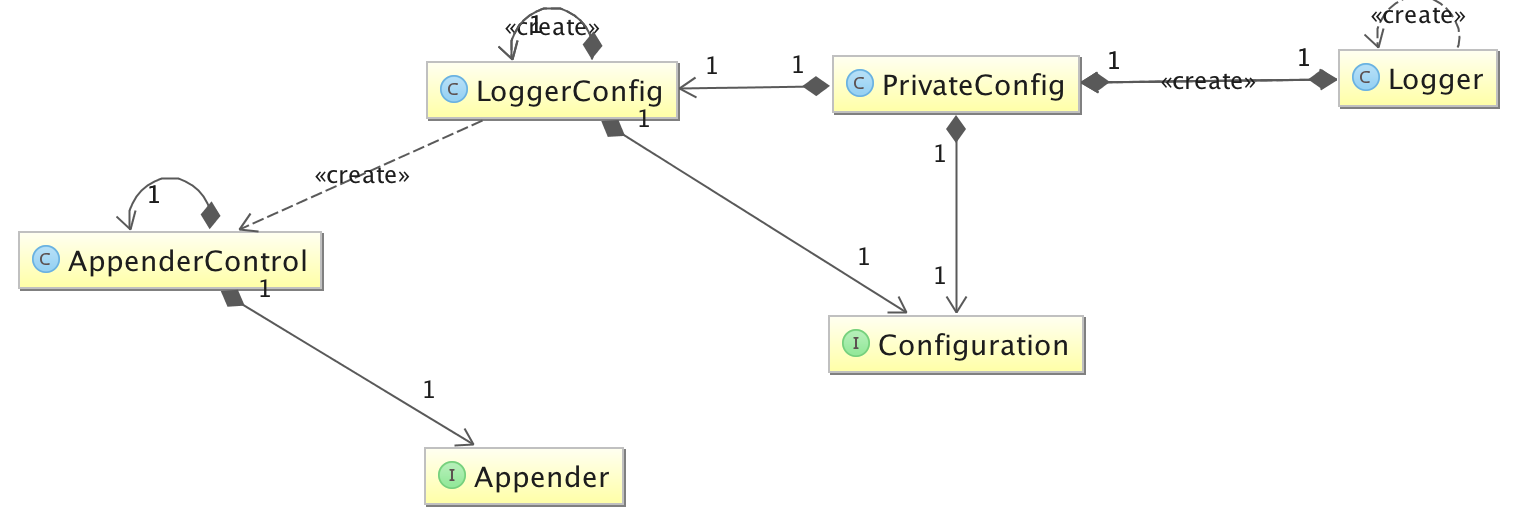 «create»
1
«create»
C LoggerConfig
1
1
C PrivateConfig
1
«create»
1
C Logger
1
«create»
1
1
C AppenderControl
1
1
1
I Configuration
1
I Appender